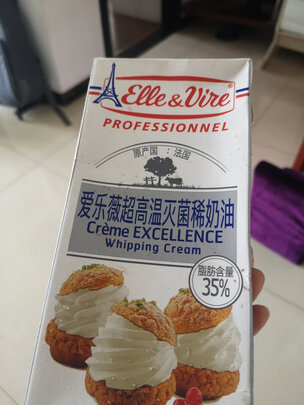 Elle&Vire®
PROFESSIONNEL
原产国：法国
爱乐薇超高温灭菌稀奶油
Crème EXCELLENCE
Whipping Cream
脂肪含量
35%